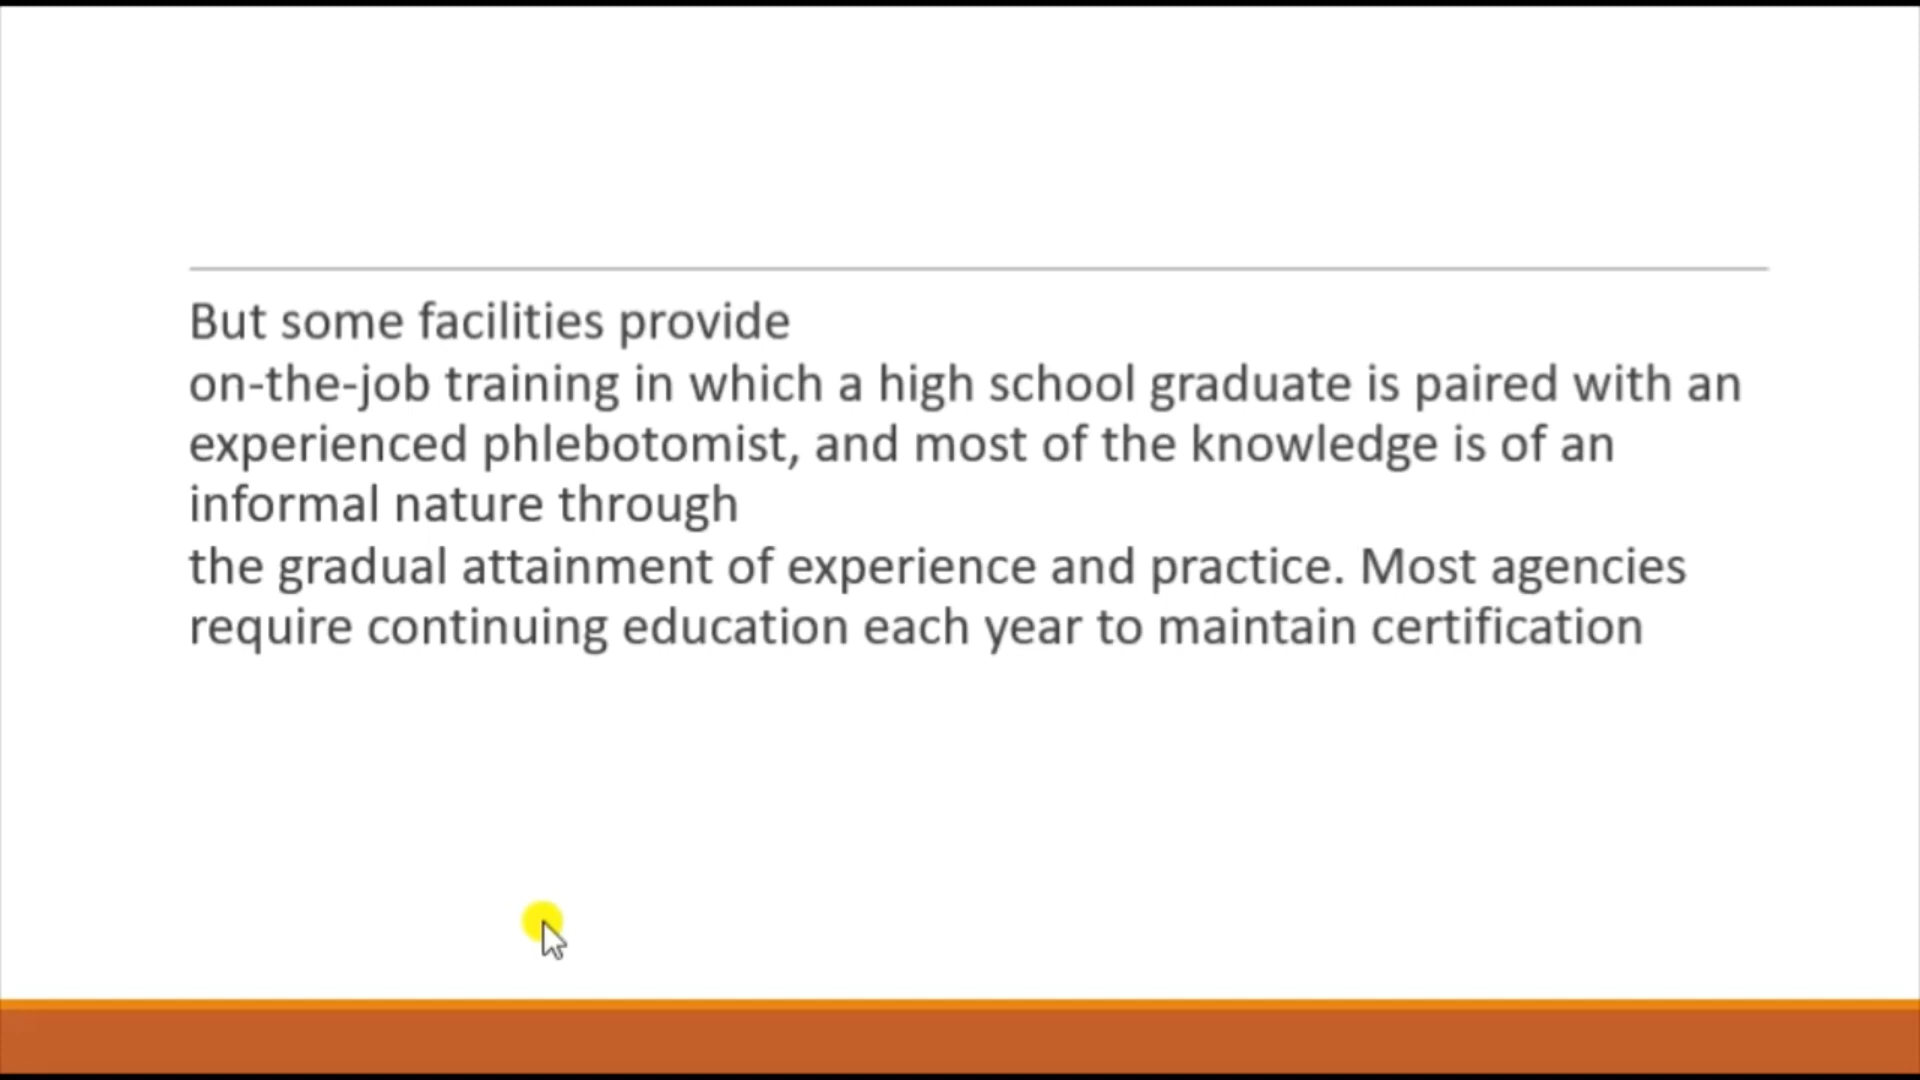 But some facilities provide
on-the-job training in which a high school graduate is paired with an
experienced phlebotomist, and most of the knowledge is of an
informal nature through
the gradual attainment of experience and practice. Most agencies
require continuing education each year to maintain certification